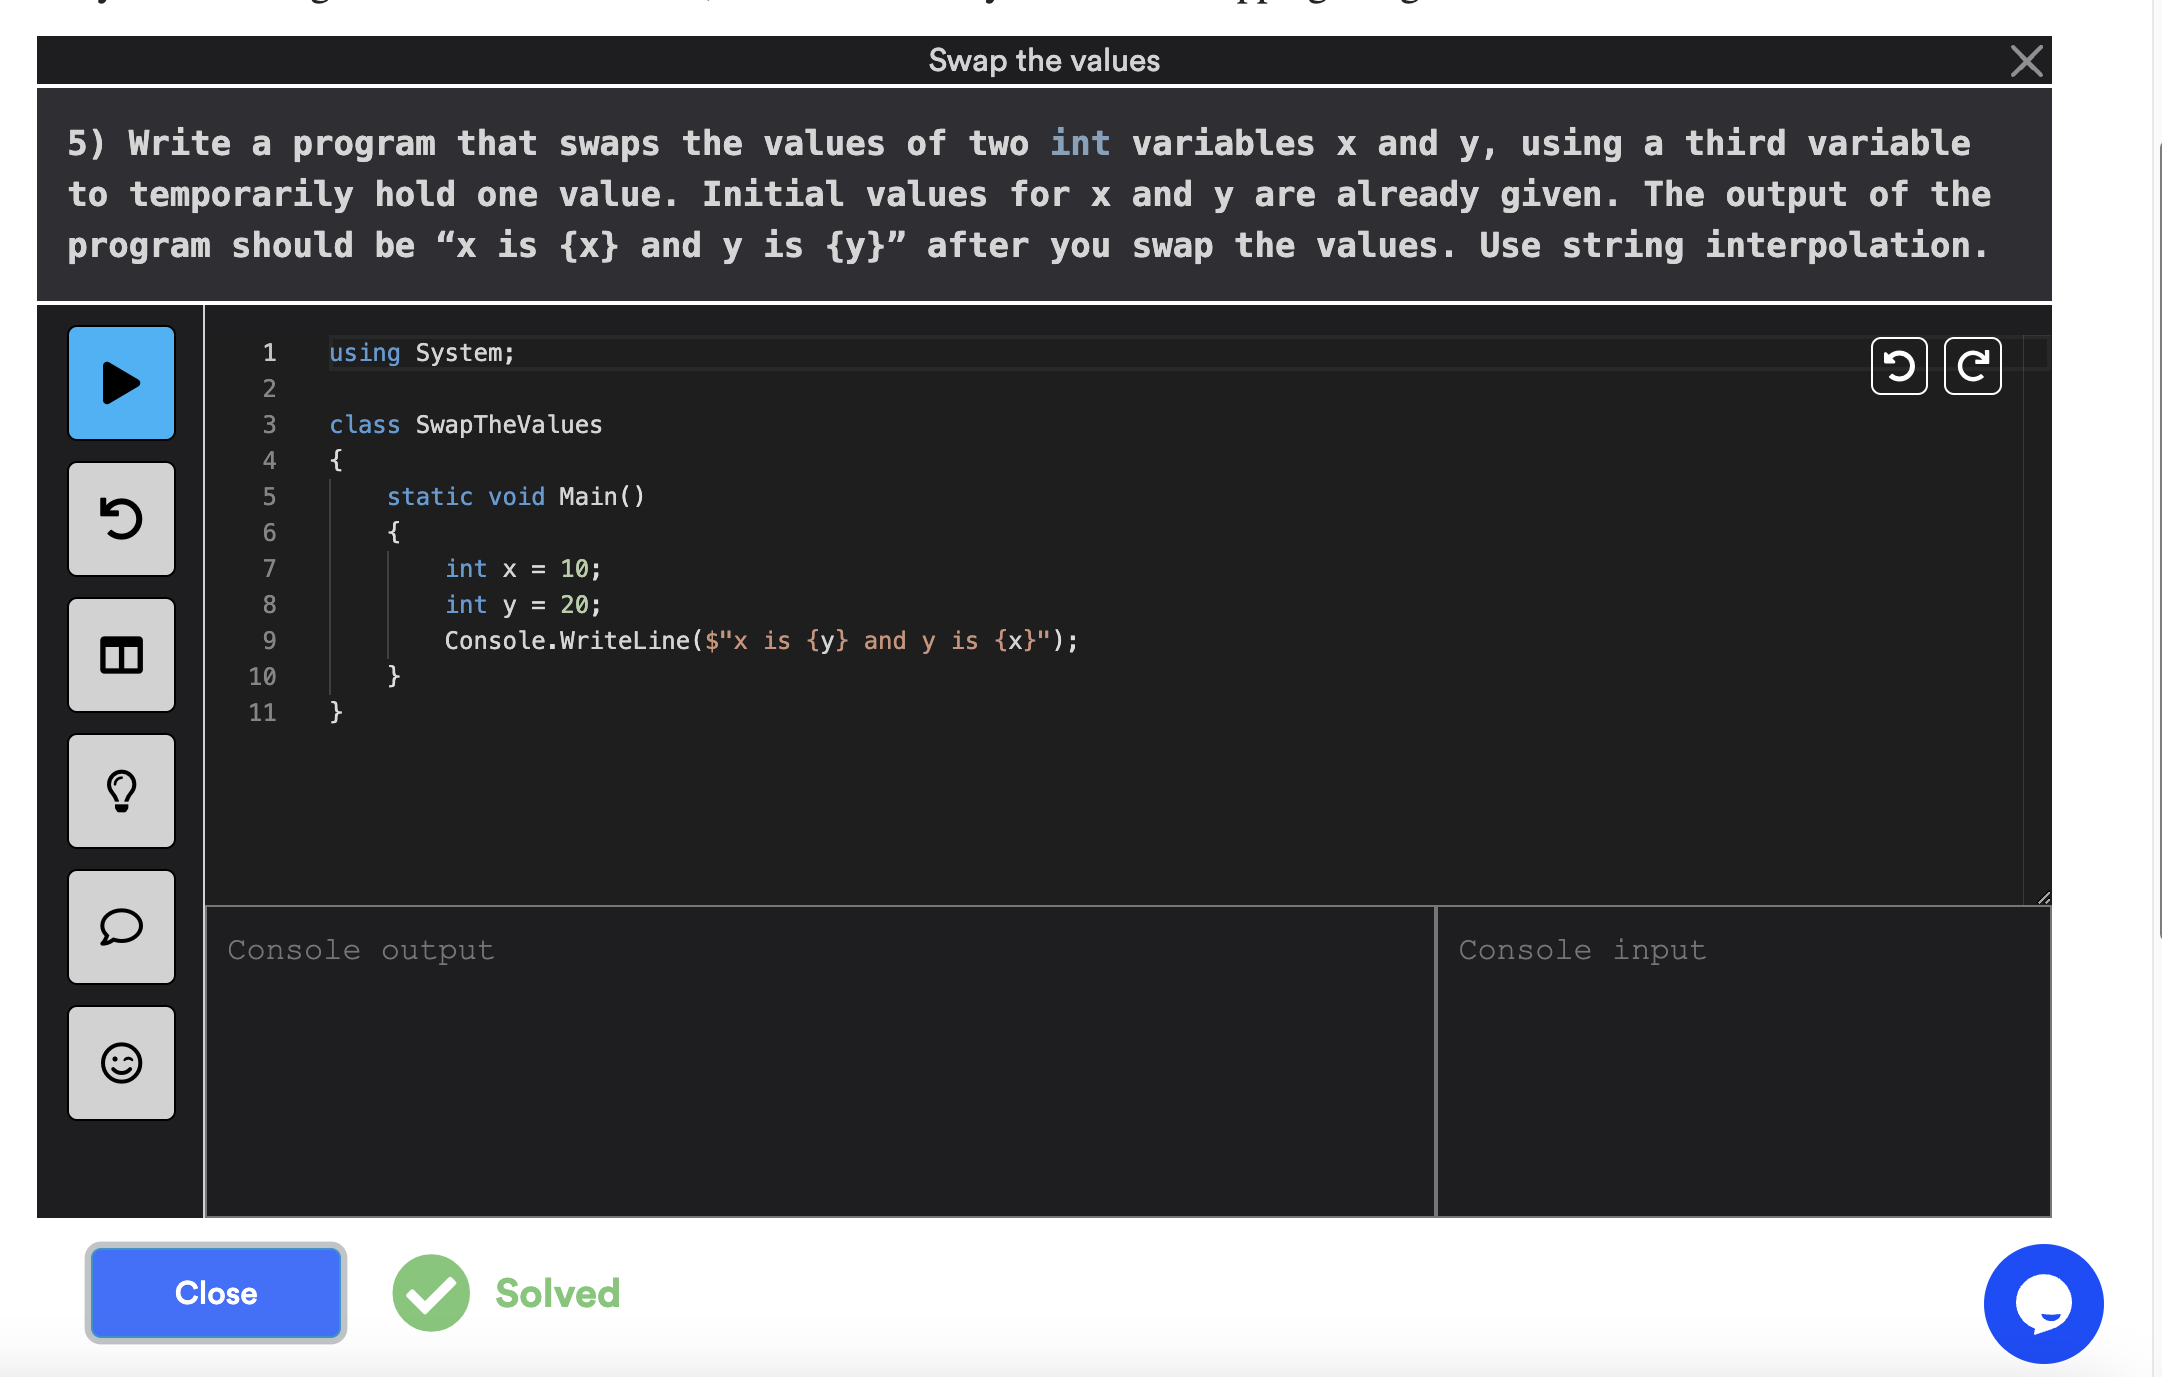 Swap the values
5) Write a program that swaps the values of two int variables x and y, using a third variable
to temporarily hold one value. Initial values for x and y are already given. The output of the
program should be “x is {x} and y is {y}” after you swap the values. Use string interpolation.
1 using System;
2
3 class SwapTheValues
4 {
5 static void Main()
6 {
7 int x = 10;
8 int y = 20;
9 Console.WriteLine($"x is {y} and y is {x}");
10 }
11 }
Console output
Console input
Close
Solved